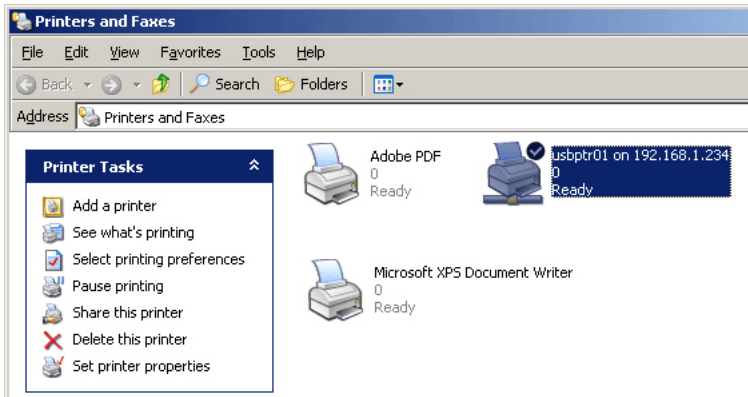 Printers and Faxes
File Edit View Favorites Tools Help
Back Search Folders
Address Printers and Faxes
Printer Tasks
Add a printer
See what's printing
Select printing preferences
Pause printing
Share this printer
Delete this printer
Set printer properties
Adobe PDF
0
Ready
usbptr01 on 192.168.1.234
0
Ready
Microsoft XPS Document Writer
0
Ready